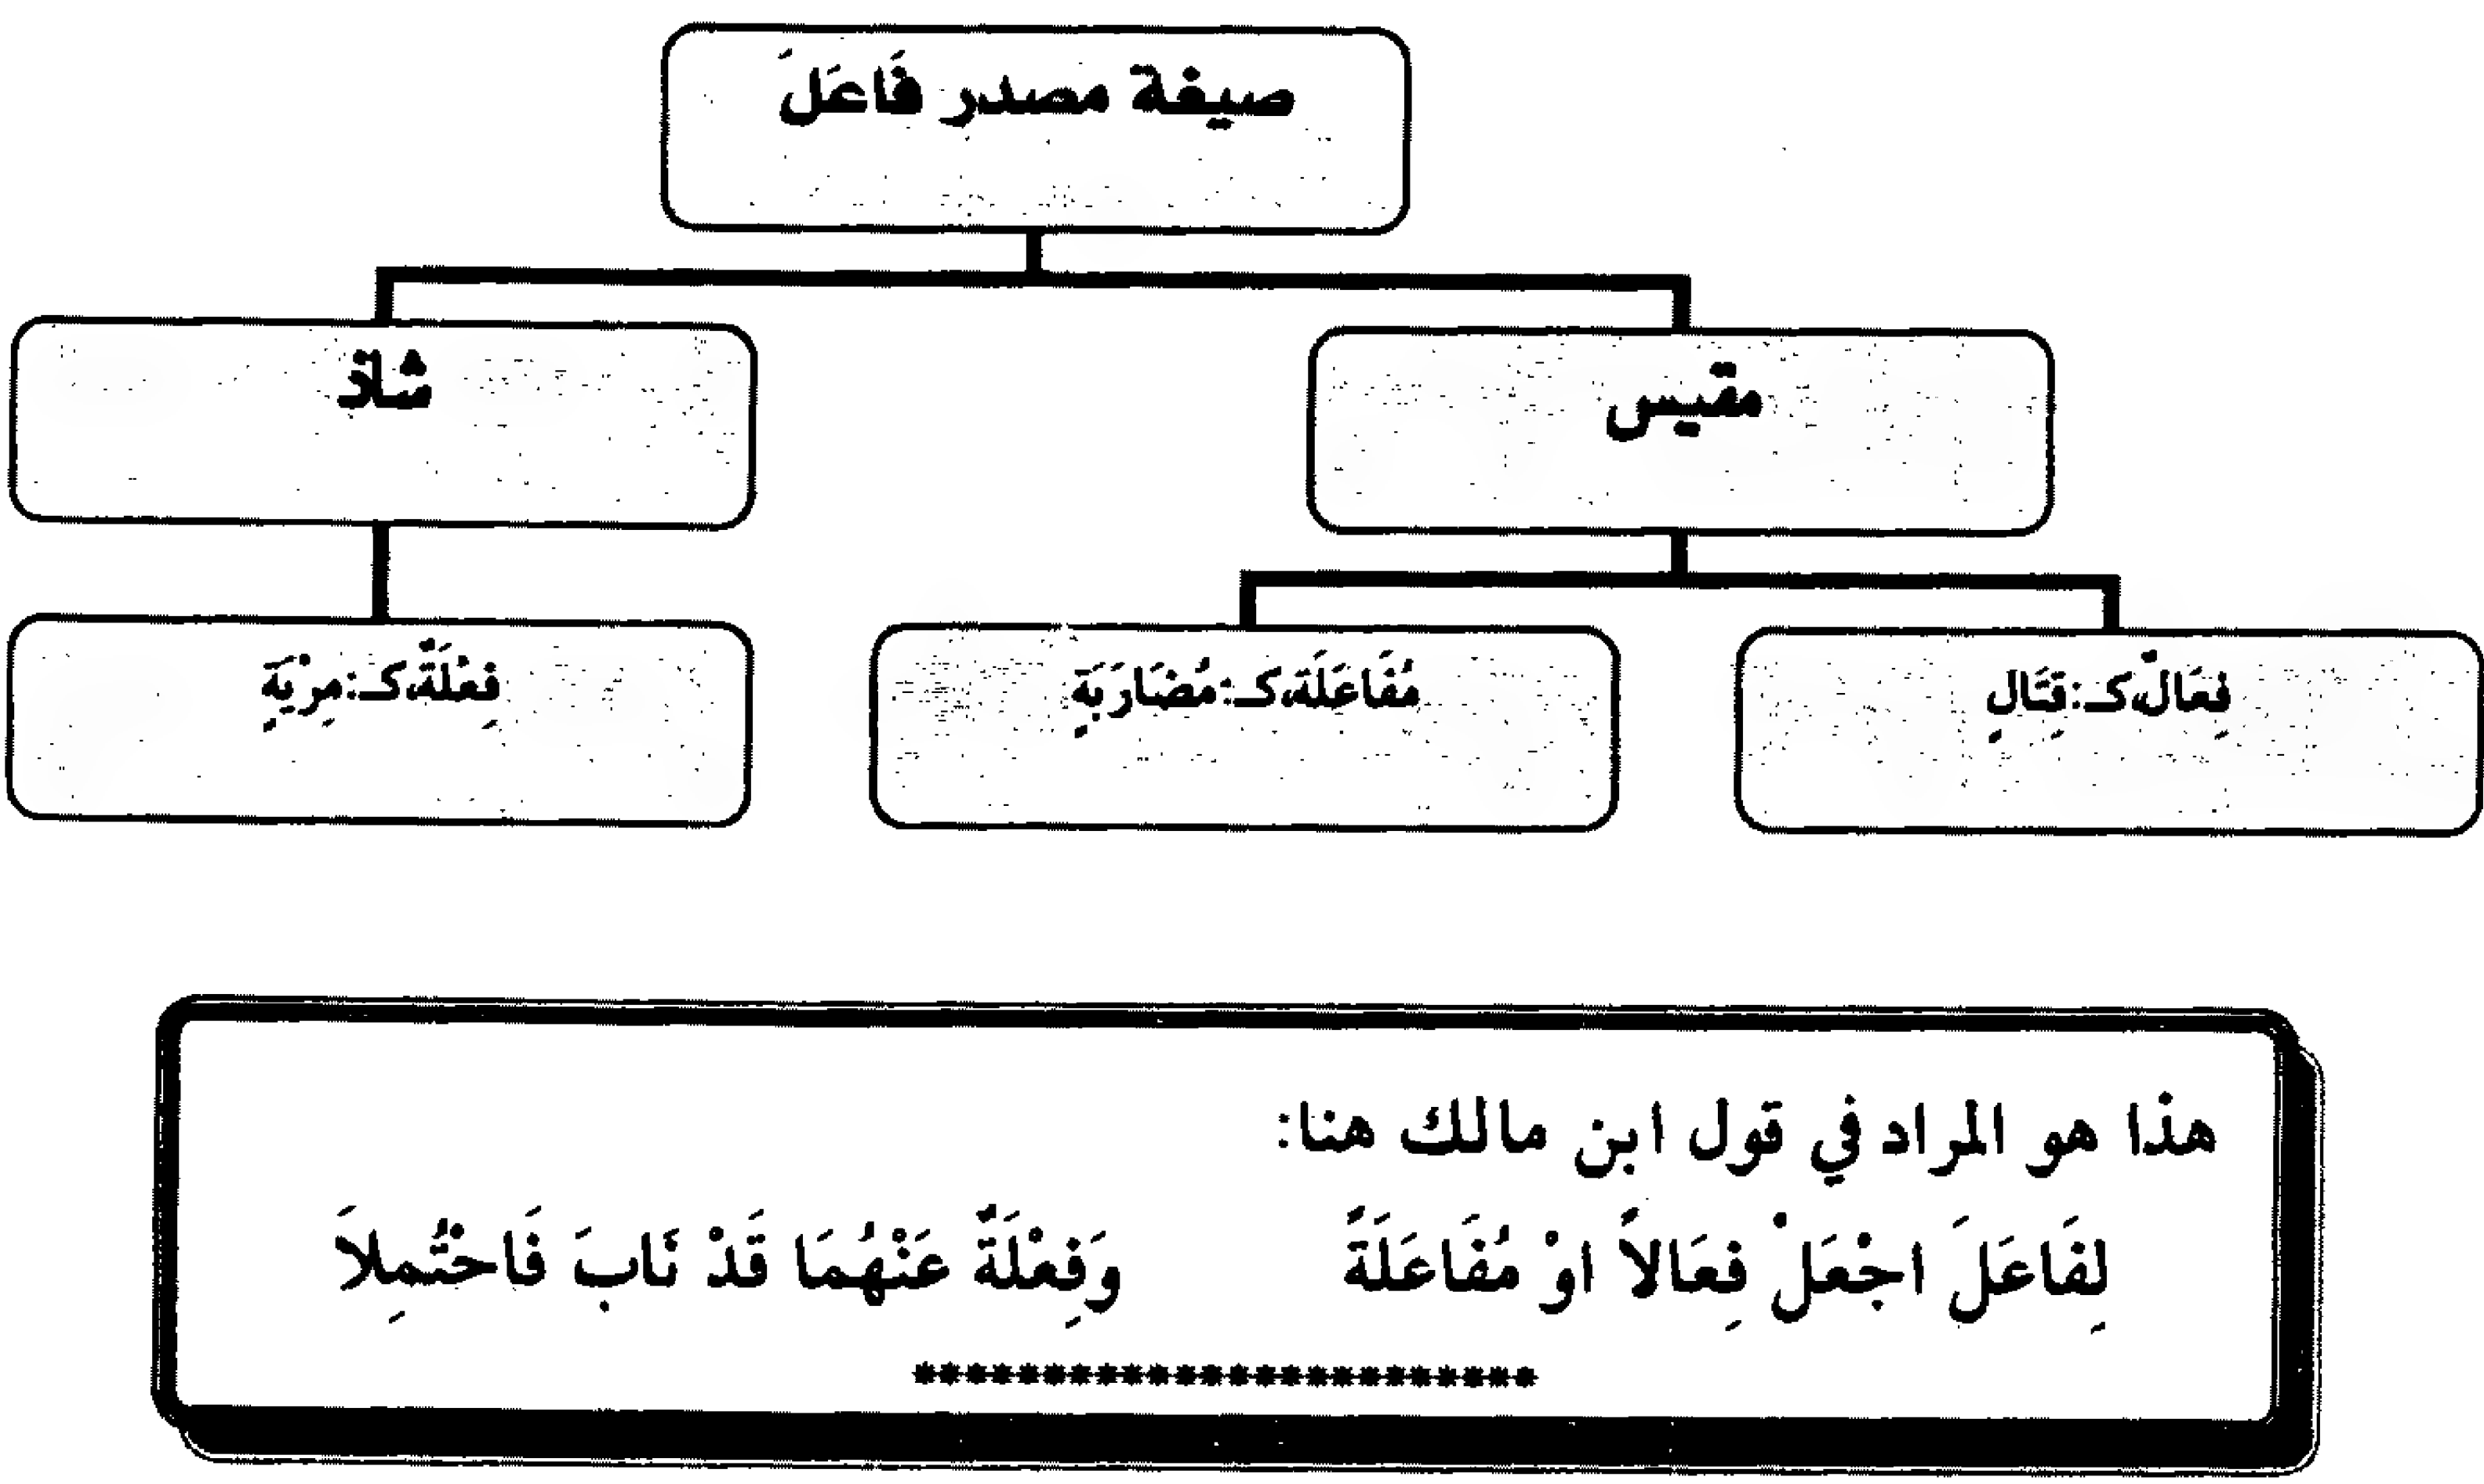 صيغة مصدر فَاعَلَ
مقيس
شاذ
فِعَالٌ،كـ:قِتَالٍ
مُفَاعَلَة،كـ:مُضَارَبَةٍ
فِعْلَةٌ،كـ:مِرْيَةٍ
هذا هو المراد في قول ابن مالك هنا:
لِفَاعَلَ اجْعَلْ فِعَالاً اوْ مُفَاعَلَةً وَفِعْلَةٌ عَنْهُمَا قَدْ نَابَ فَاحْتُمِلاَ
************************